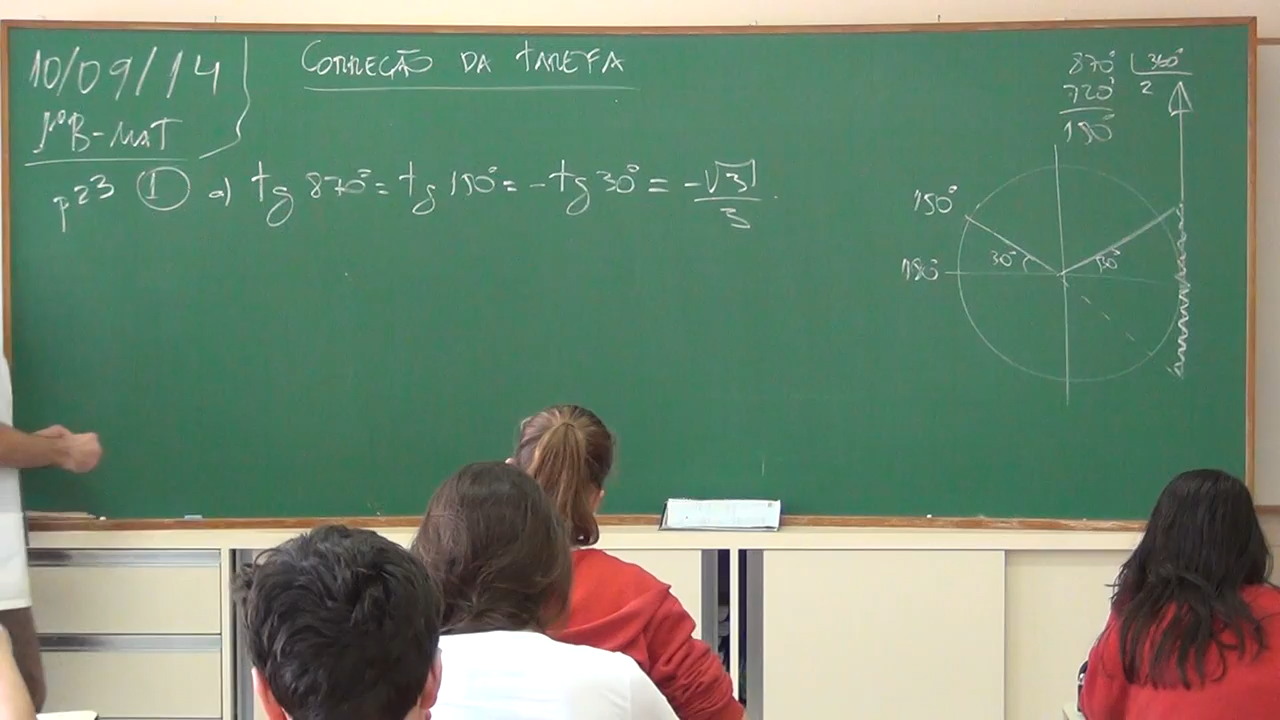 10/09/14
1ºB-MAT
CORREÇÃO DA TAREFA
p23 ① a) tg 870° = tg 150° = -tg 30° = -√3/3.
870° 360°
720° 2
150°
150°
180°
30° 30°